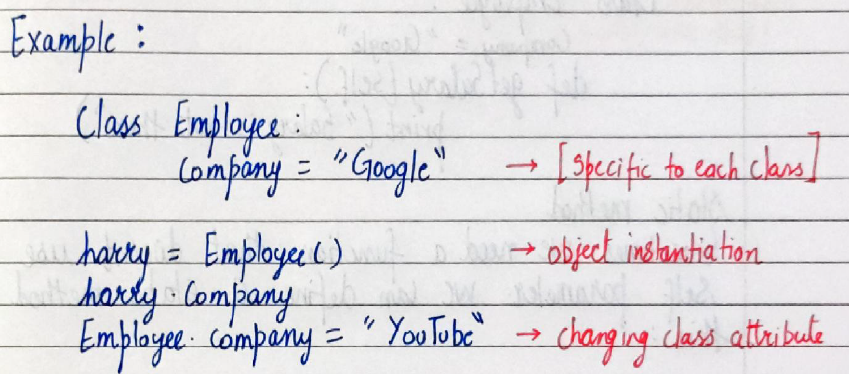 Example :
Class Employee :
Company = "Google" → [Specific to each class]
harry = Employee() → object instantiation
harry . Company
Employee . company = "YouTube" → changing class attribute